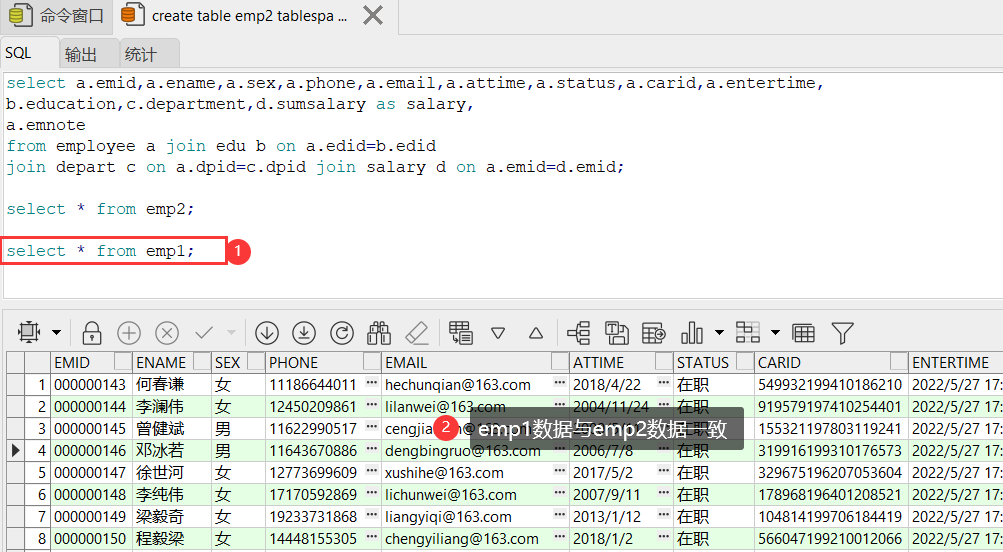 命令窗口 create table emp2 tablespa ...
SQL 输出 统计
select a.emid,a.ename,a.sex,a.phone,a.email,a.attime,a.status,a.carid,a.entertime,
b.education,c.department,d.sumsalary as salary,
a.emnote
from employee a join edu b on a.edid=b.edid
join depart c on a.dpid=c.dpid join salary d on a.emid=d.emid;
select * from emp2;
select * from emp1; 1
EMID ENAME SEX PHONE EMAIL ATTIME STATUS CARID ENTERTIME
1 000000143 何春谦 女 11186644011 ··· hechunqian@163.com ··· 2018/4/22 ··· 在职 549932199410186210 2022/5/27 17:
2 000000144 李澜伟 女 12450209861 ··· lilanwei@163.com ··· 2004/11/24 ··· 在职 919579197410254401 2022/5/27 17:
3 000000145 曾健斌 男 11622990517 ··· 在职 155321197803119241 2022/5/27 17:
2 emp1数据与emp2数据一致
4 000000146 邓冰若 男 11643670886 ··· dengbingruo@163.com ··· 2006/7/8 ··· 在职 319916199310176573 2022/5/27 17:
5 000000147 徐世河 女 12773699609 ··· xushihe@163.com ··· 2017/5/2 ··· 在职 329675196207053604 2022/5/27 17:
6 000000148 李纯伟 女 17170592869 ··· lichunwei@163.com ··· 2007/9/11 ··· 在职 178968196401208521 2022/5/27 17:
7 000000149 梁毅奇 女 19233731868 ··· liangyiqi@163.com ··· 2013/1/12 ··· 在职 104814199706184419 2022/5/27 17:
8 000000150 程毅梁 女 14448155305 ··· chengyiliang@163.com ··· 2018/1/2 ··· 在职 566047199210012066 2022/5/27 17: